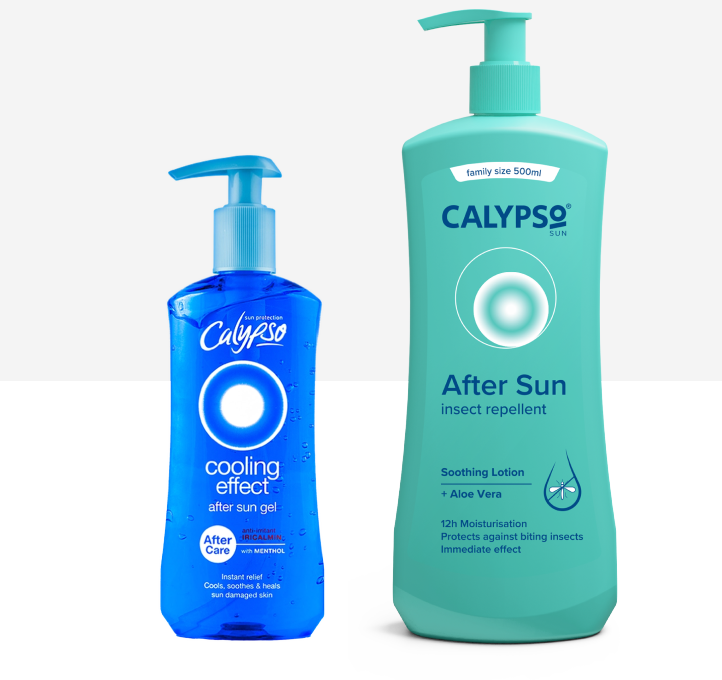 sun protection
Calypso
cooling
effect
after sun gel
After
Care
anti-irritant
IRICALMIN
with MENTHOL
Instant relief
Cools, soothes & heals
sun damaged skin
family size 500ml
CALYPSO®
SUN
After Sun
insect repellent
Soothing Lotion
+ Aloe Vera
12h Moisturisation
Protects against biting insects
Immediate effect